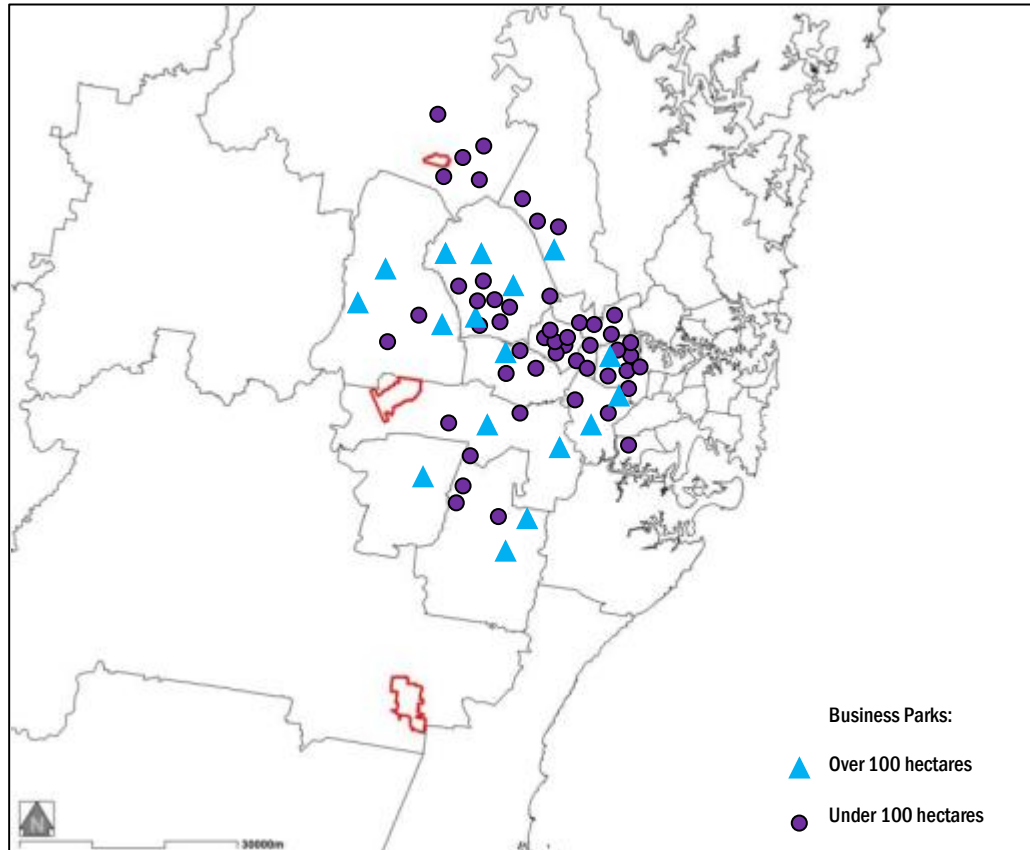 Business Parks:
Over 100 hectares
Under 100 hectares
N
30000m